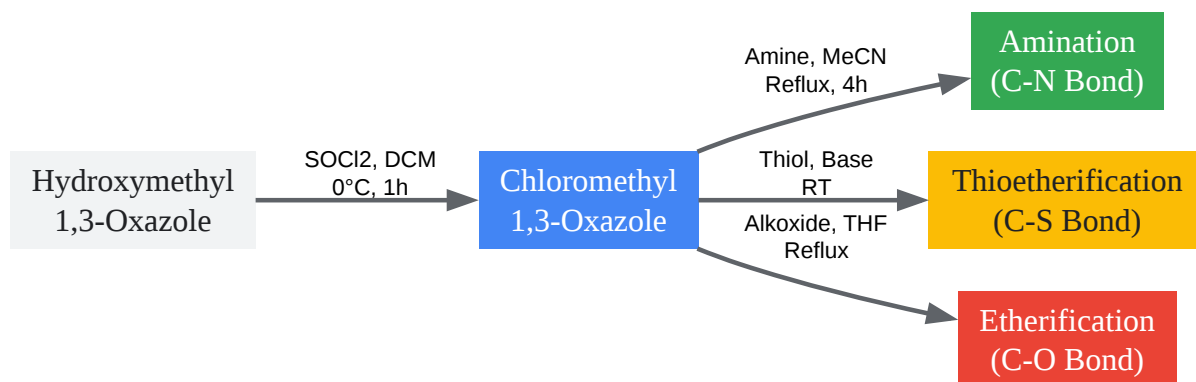 Hydroxymethyl
1,3-Oxazole
SOCl2, DCM
0°C, 1h
Chloromethyl
1,3-Oxazole
Amine, MeCN
Reflux, 4h
Amination
(C-N Bond)
Thiol, Base
RT
Thioetherification
(C-S Bond)
Alkoxide, THF
Reflux
Etherification
(C-O Bond)